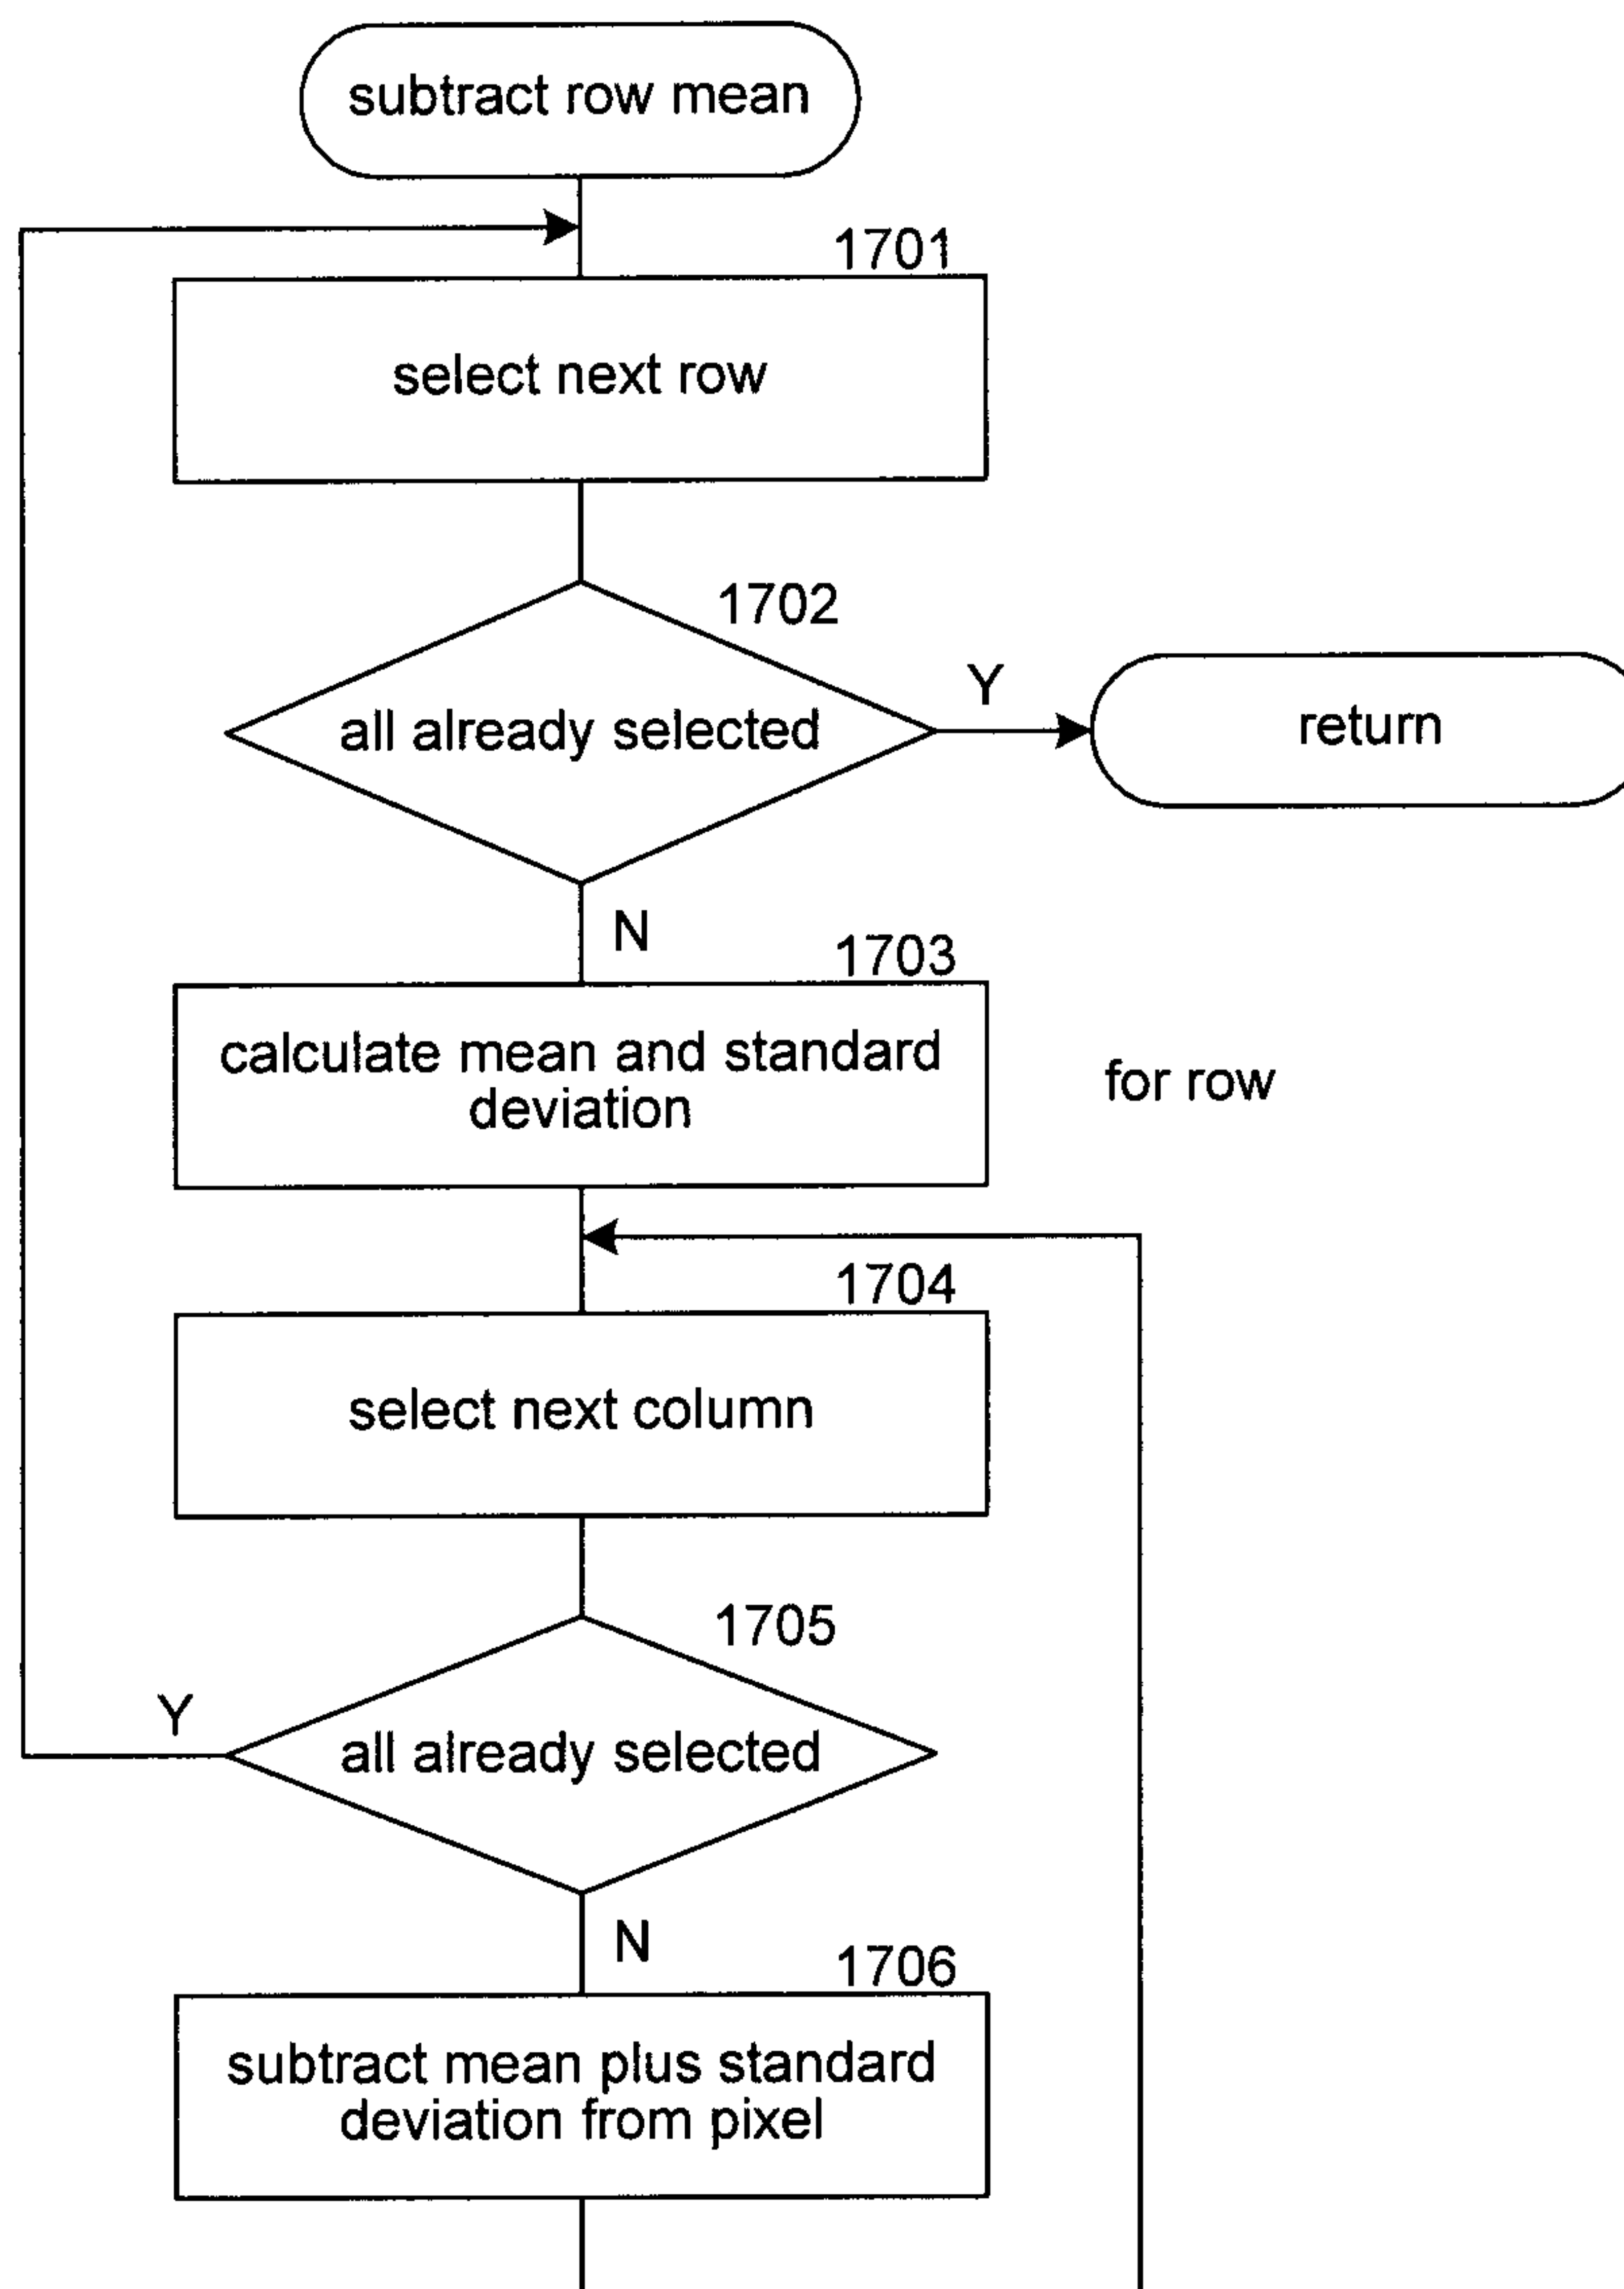 subtract row mean
1701
select next row
1702
all already selected
Y
return
N
1703
calculate mean and standard
deviation
for row
1704
select next column
1705
Y
all already selected
N
1706
subtract mean plus standard
deviation from pixel